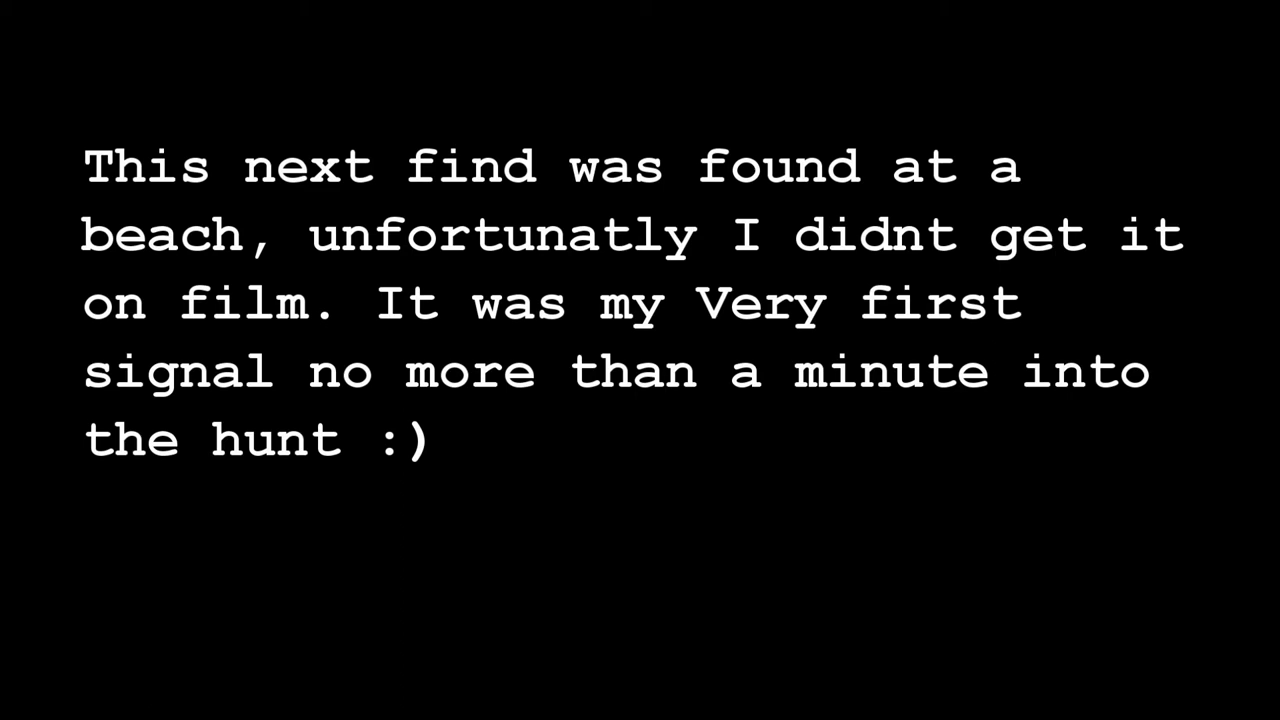 This next find was found at a
beach, unfortunatly I didnt get it
on film. It was my Very first
signal no more than a minute into
the hunt :)